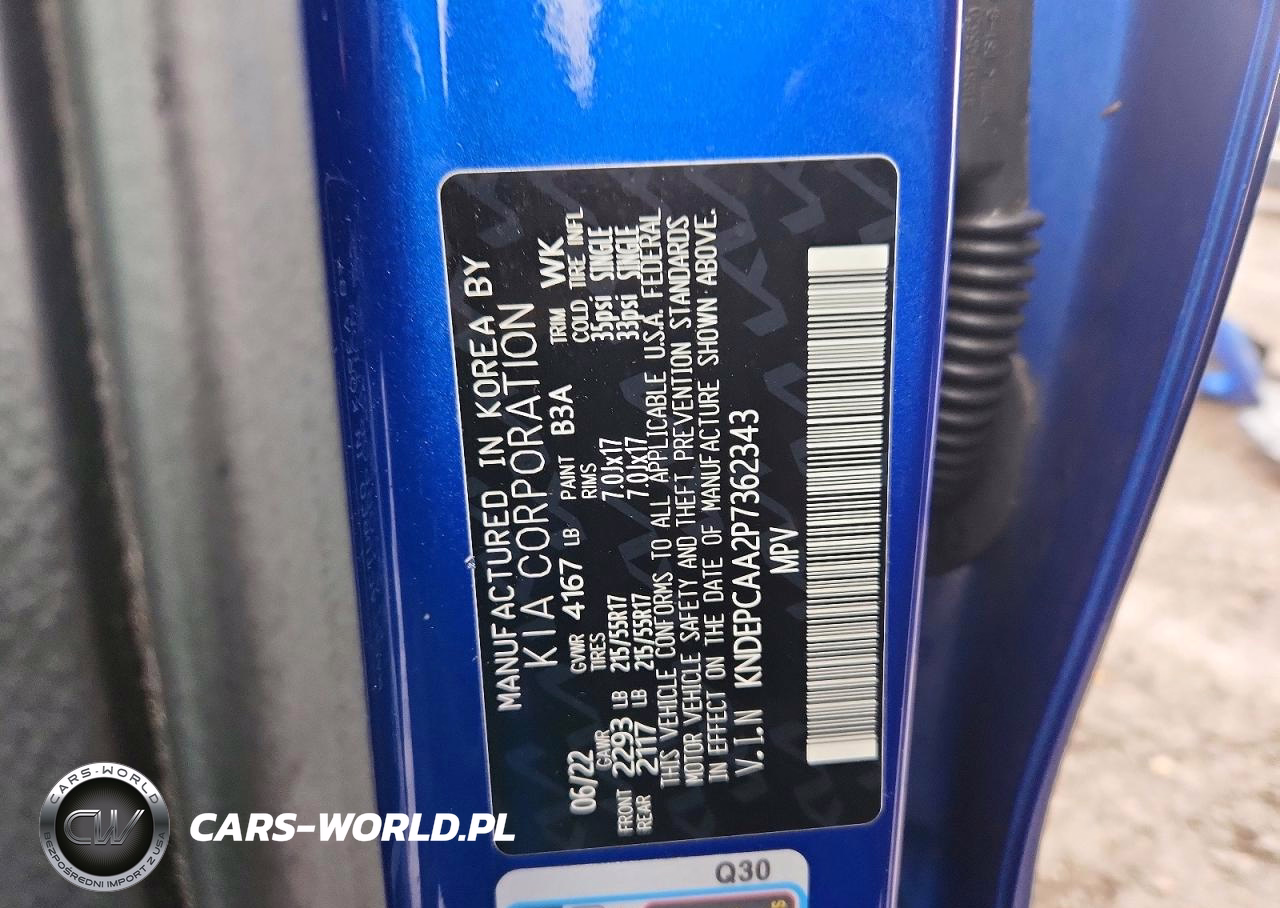 MANUFACTURED IN KOREA BY
KIA CORPORATION
06/22 GVWR 4167 LB PAINT B3A TRIM WK
GAWR TIRES RIMS COLD TIRE INFL
FRONT 2293 LB 215/55R17 7.0Jx17 35psi SINGLE
REAR 2117 LB 215/55R17 7.0Jx17 33psi SINGLE
THIS VEHICLE CONFORMS TO ALL APPLICABLE U.S.A. FEDERAL
MOTOR VEHICLE SAFETY AND THEFT PREVENTION STANDARDS
IN EFFECT ON THE DATE OF MANUFACTURE SHOWN ABOVE.
V.I.N KNDEPCAA2P7362343
MPV
Q30
CARS-WORLD
CW
BEZPOŚREDNI IMPORT Z USA
CARS-WORLD.PL